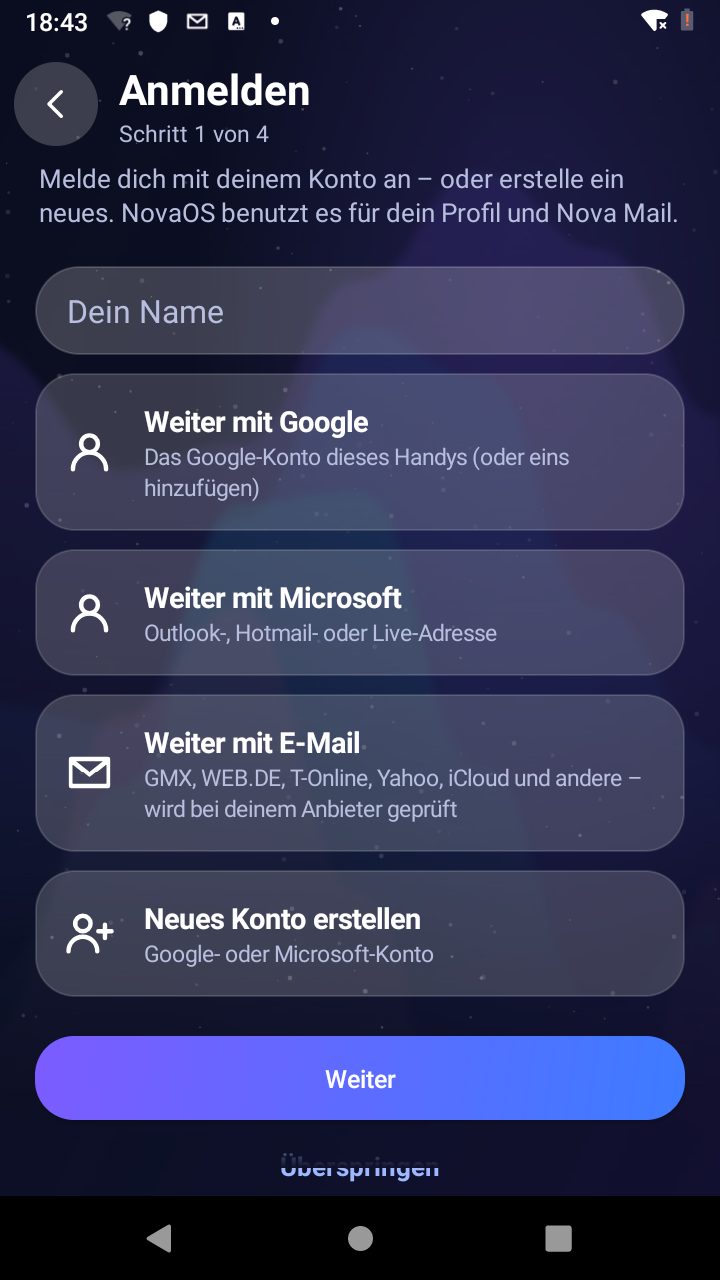 18:43
Anmelden
Schritt 1 von 4
Melde dich mit deinem Konto an – oder erstelle ein
neues. NovaOS benutzt es für dein Profil und Nova Mail.
Dein Name
Weiter mit Google
Das Google-Konto dieses Handys (oder eins
hinzufügen)
Weiter mit Microsoft
Outlook-, Hotmail- oder Live-Adresse
Weiter mit E-Mail
GMX, WEB.DE, T-Online, Yahoo, iCloud und andere –
wird bei deinem Anbieter geprüft
Neues Konto erstellen
Google- oder Microsoft-Konto
Weiter
Überspringen